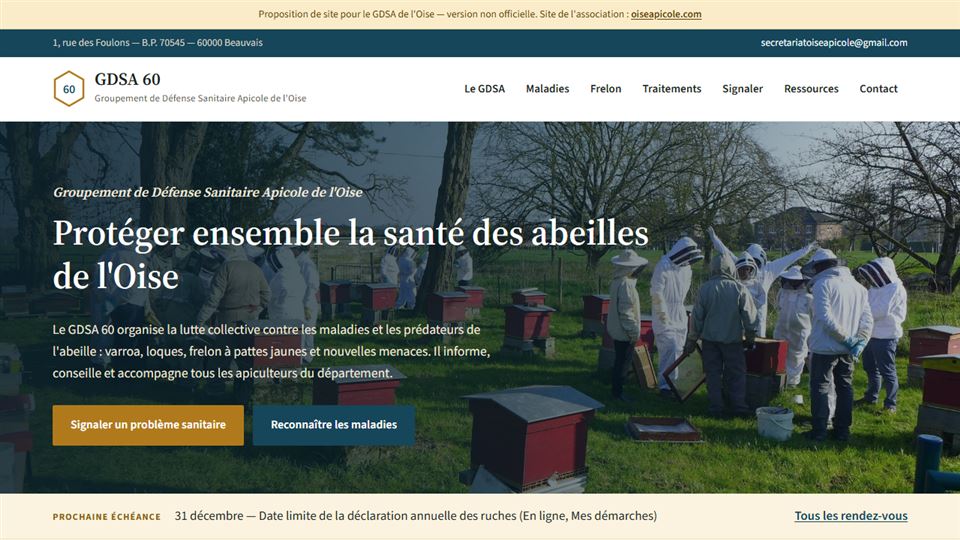 Proposition de site pour le GDSA de l'Oise — version non officielle. Site de l'association : oiseapicole.com
1, rue des Foulons — B.P. 70545 — 60000 Beauvais
secretariatoiseapicole@gmail.com
60
GDSA 60
Groupement de Défense Sanitaire Apicole de l'Oise
Le GDSA
Maladies
Frelon
Traitements
Signaler
Ressources
Contact
Groupement de Défense Sanitaire Apicole de l'Oise
Protéger ensemble la santé des abeilles
de l'Oise
Le GDSA 60 organise la lutte collective contre les maladies et les prédateurs de
l'abeille : varroa, loques, frelon à pattes jaunes et nouvelles menaces. Il informe,
conseille et accompagne tous les apiculteurs du département.
Signaler un problème sanitaire
Reconnaître les maladies
PROCHAINE ÉCHÉANCE
31 décembre — Date limite de la déclaration annuelle des ruches (En ligne, Mes démarches)
Tous les rendez-vous